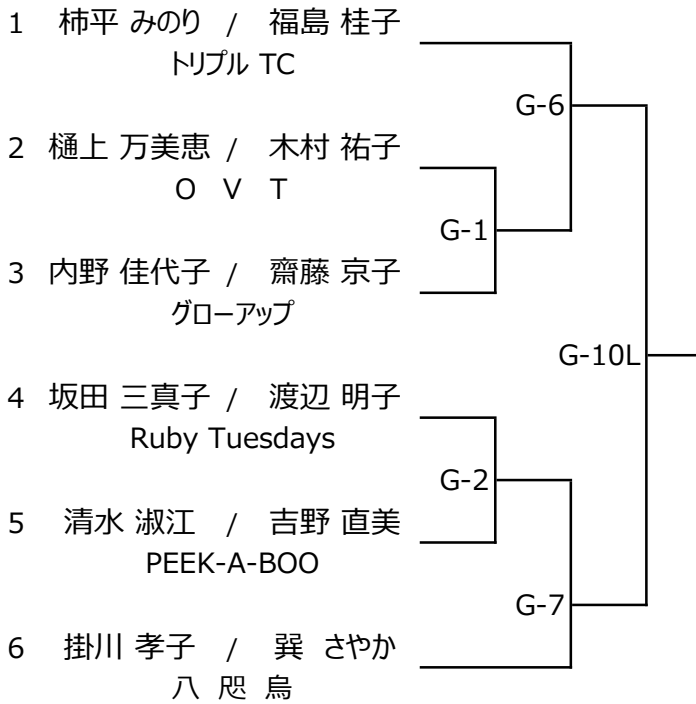 1 柿平 みのり / 福島 桂子
トリプル TC
G-6
2 樋上 万美恵 / 木村 祐子
O V T
G-1
3 内野 佳代子 / 齋藤 京子
グローアップ
G-10L
4 坂田 三真子 / 渡辺 明子
Ruby Tuesdays
G-2
5 清水 淑江 / 吉野 直美
PEEK-A-BOO
G-7
6 掛川 孝子 / 巽 さやか
八 咫 烏